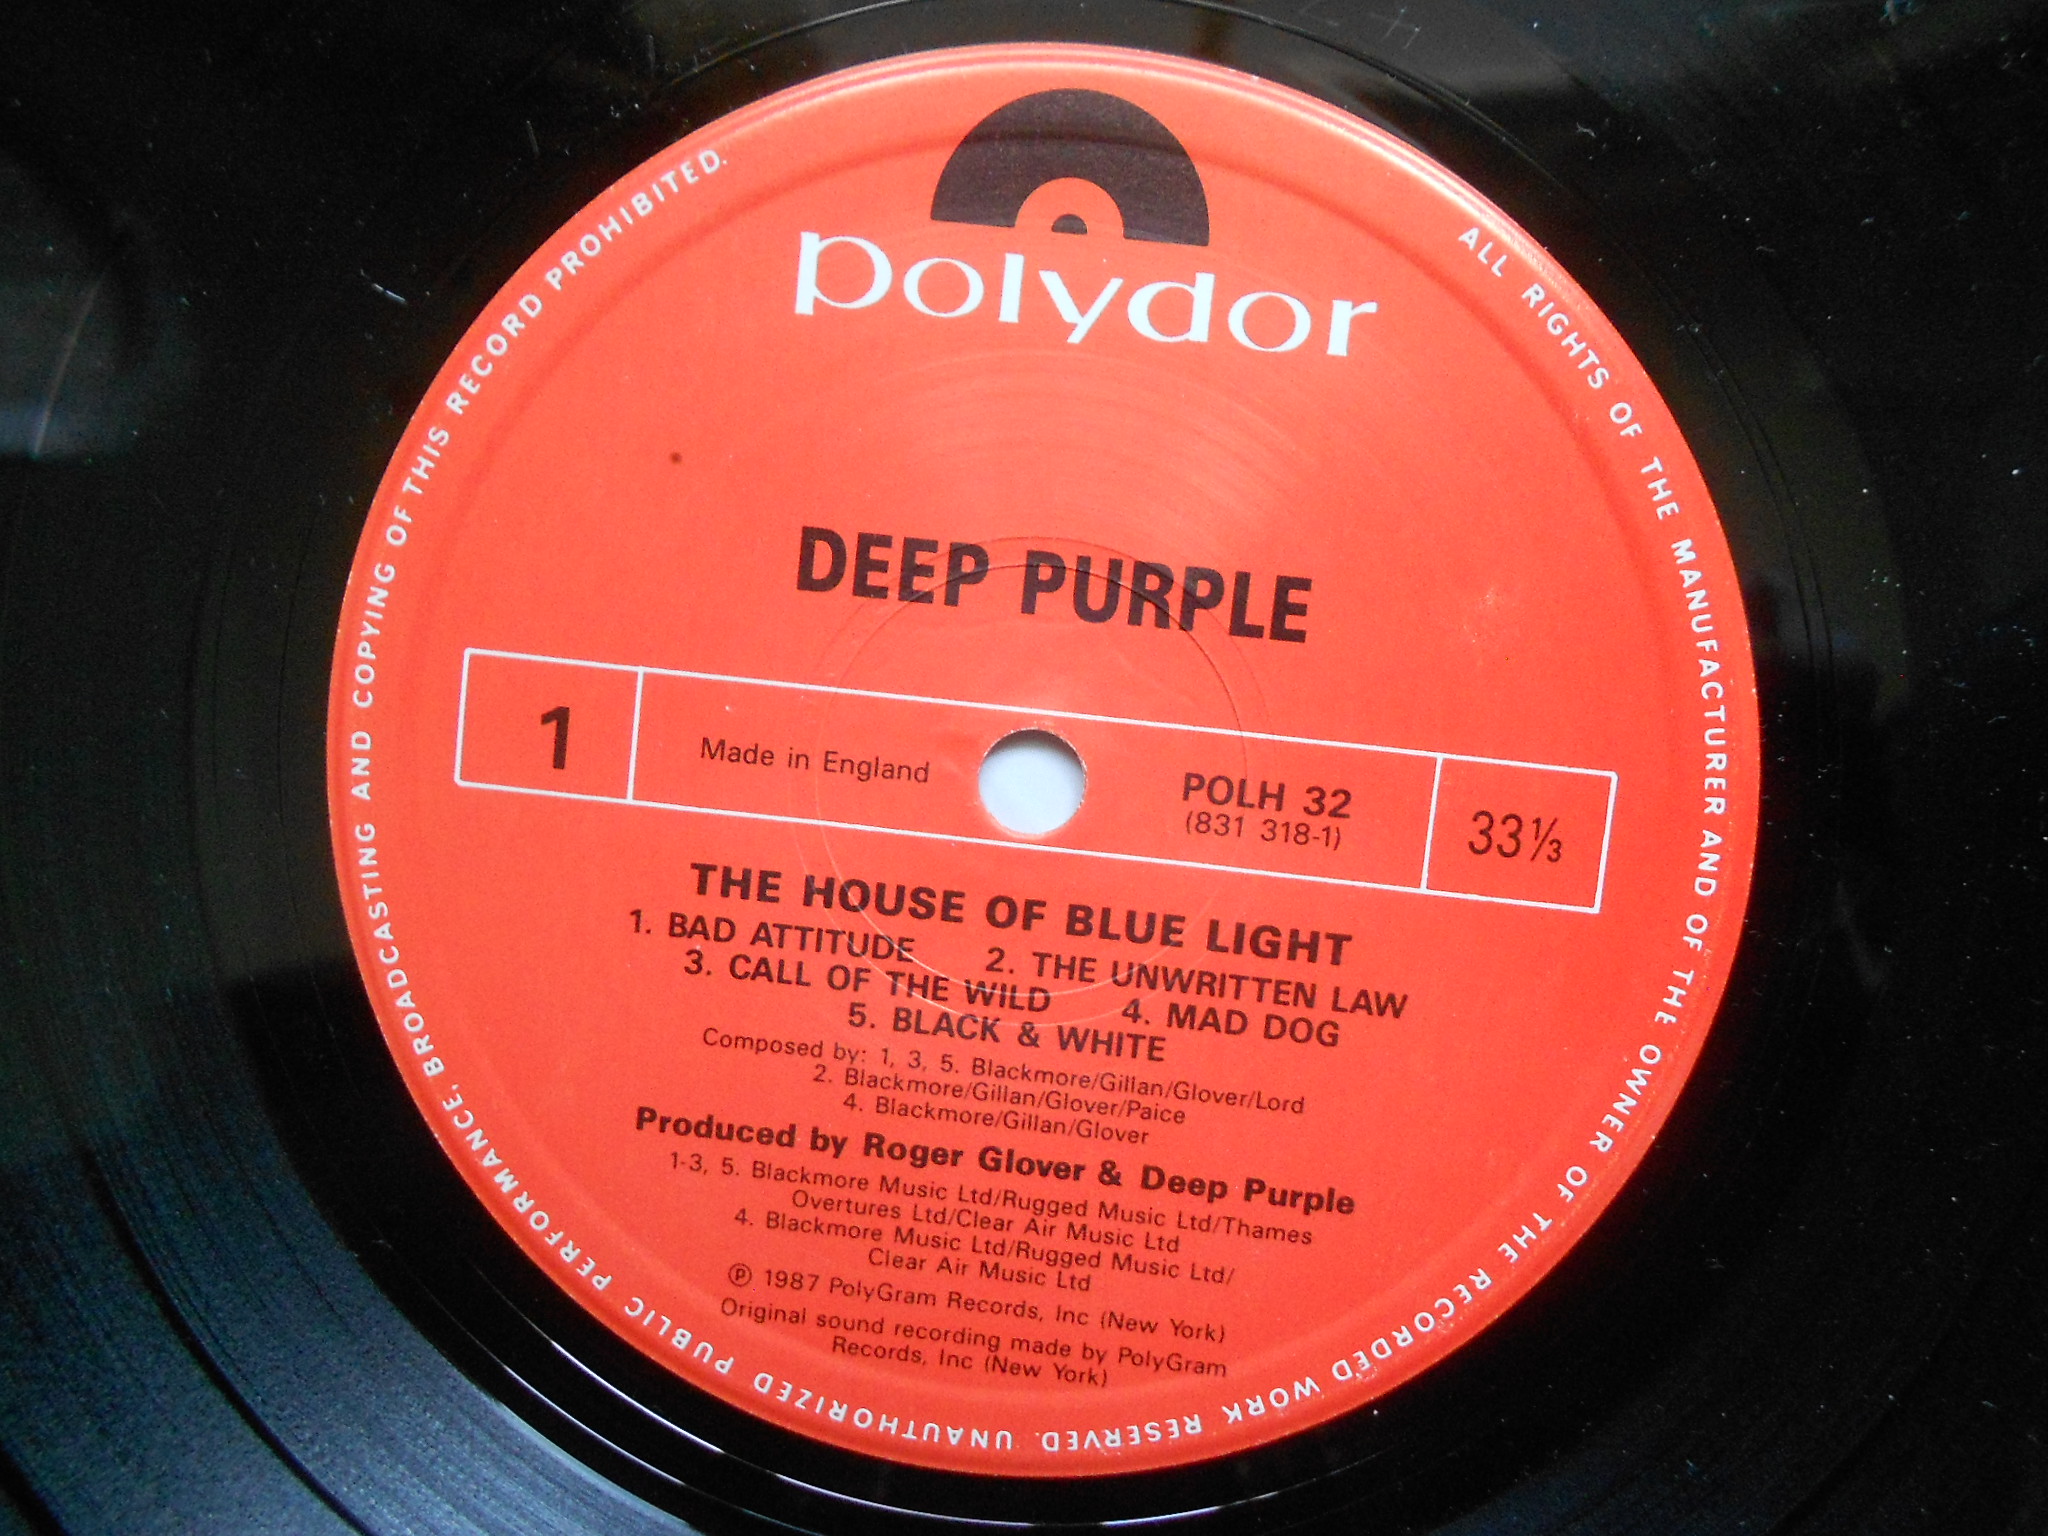 polydor
DEEP PURPLE
1
Made in England
POLH 32
(831 318-1)
33⅓
THE HOUSE OF BLUE LIGHT
1. BAD ATTITUDE 2. THE UNWRITTEN LAW
3. CALL OF THE WILD 4. MAD DOG
5. BLACK & WHITE
Composed by: 1, 3, 5. Blackmore/Gillan/Glover/Lord
2. Blackmore/Gillan/Glover/Paice
4. Blackmore/Gillan/Glover
Produced by Roger Glover & Deep Purple
1-3, 5. Blackmore Music Ltd/Rugged Music Ltd/Thames
Overtures Ltd/Clear Air Music Ltd
4. Blackmore Music Ltd/Rugged Music Ltd/
Clear Air Music Ltd
℗ 1987 PolyGram Records, Inc (New York)
Original sound recording made by PolyGram
Records, Inc (New York)
ALL RIGHTS OF THE MANUFACTURER AND OF THE OWNER OF THE RECORDED WORK RESERVED. UNAUTHORIZED PUBLIC PERFORMANCE, BROADCASTING AND COPYING OF THIS RECORD PROHIBITED.